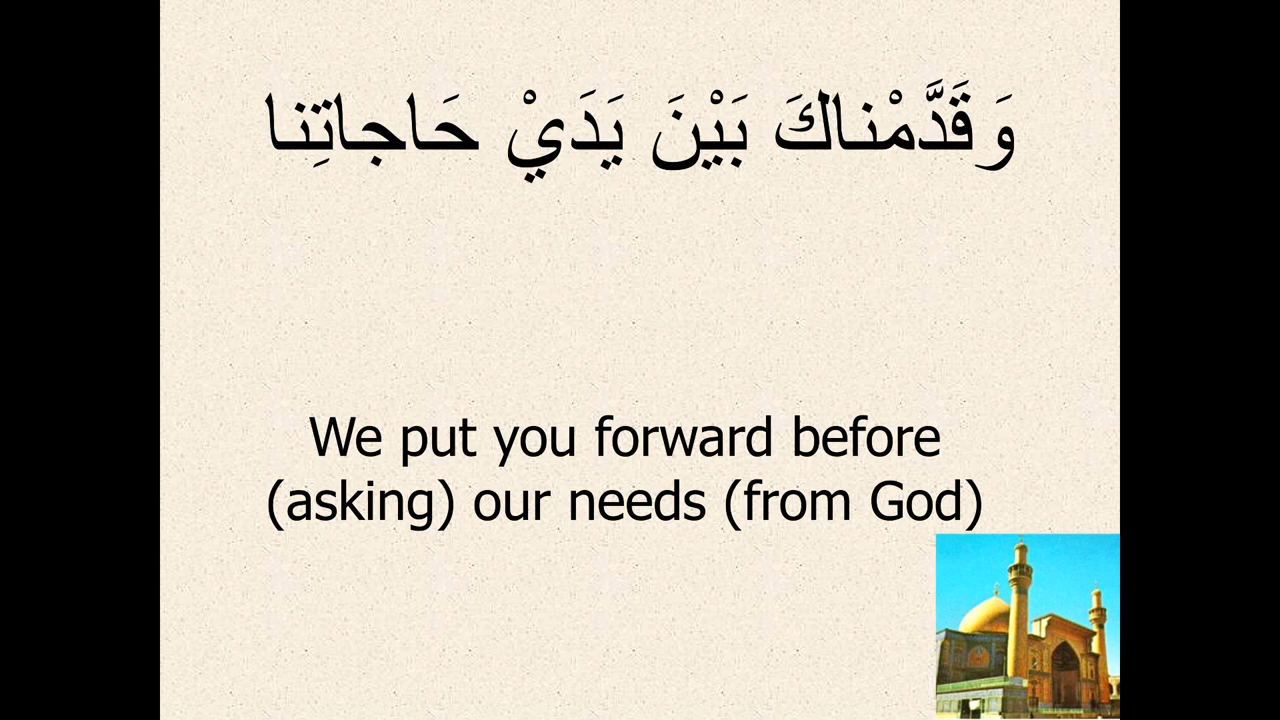 وَقَدَّمْناكَ بَيْنَ يَدَيْ حَاجاتِنا
We put you forward before
(asking) our needs (from God)